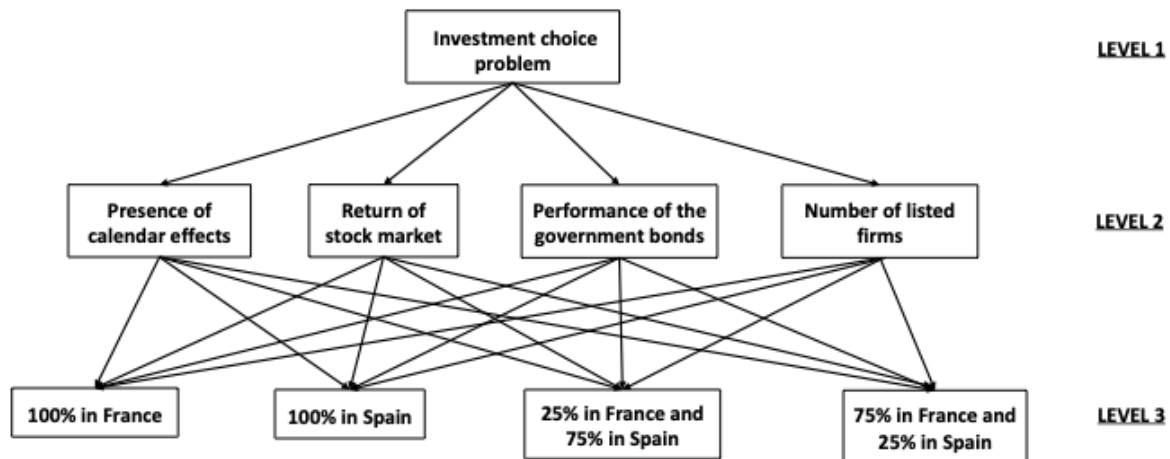 Investment choice
problem
LEVEL 1
Presence of
calendar effects
Return of
stock market
Performance of the
government bonds
Number of listed
firms
LEVEL 2
100% in France
100% in Spain
25% in France and
75% in Spain
75% in France and
25% in Spain
LEVEL 3